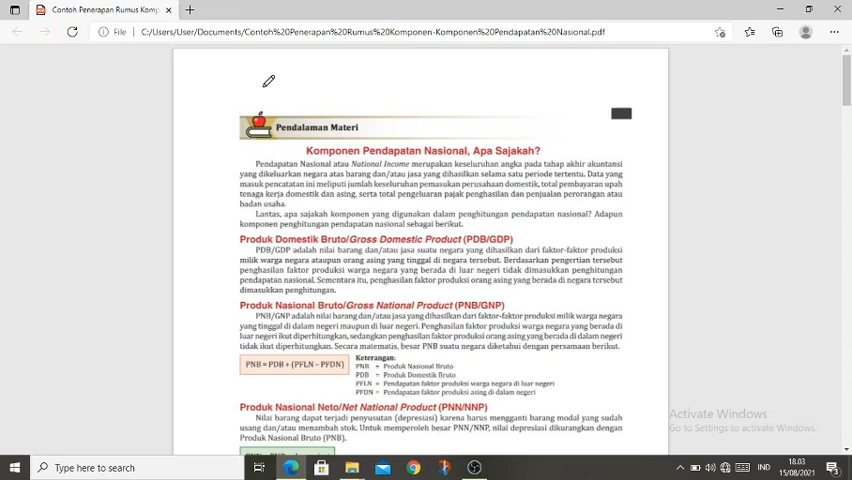 Contoh Penerapan Rumus Komp
File
C:/Users/User/Documents/Contoh%20Penerapan%20Rumus%20Komponen-Komponen%20Pendapatan%20Nasional.pdf
Pendalaman Materi
Komponen Pendapatan Nasional, Apa Sajakah?
Pendapatan Nasional atau National Income merupakan keseluruhan angka pada tahap akhir akuntansi
yang dikeluarkan negara atas barang dan/atau jasa yang dihasilkan selama satu periode tertentu. Data yang
masuk pencatatan ini meliputi jumlah keseluruhan pemasukan perusahaan domestik, total pembayaran upah
tenaga kerja domestik dan asing, serta total pengeluaran pajak penghasilan dan penjualan perorangan atau
badan usaha.
Lantas, apa sajakah komponen yang digunakan dalam penghitungan pendapatan nasional? Adapun
komponen penghitungan pendapatan nasional sebagai berikut.
Produk Domestik Bruto/Gross Domestic Product (PDB/GDP)
PDB/GDP adalah nilai barang dan/atau jasa suatu negara yang dihasilkan dari faktor-faktor produksi
milik warga negara ataupun orang asing yang tinggal di negara tersebut. Berdasarkan pengertian tersebut
penghasilan faktor produksi warga negara yang berada di luar negeri tidak dimasukkan penghitungan
pendapatan nasional. Sementara itu, penghasilan faktor produksi orang asing yang berada di negara tersebut
dimasukkan penghitungan.
Produk Nasional Bruto/Gross National Product (PNB/GNP)
PNB/GNP adalah nilai barang dan/atau jasa yang dihasilkan dari faktor-faktor produksi milik warga negara
yang tinggal di dalam negeri maupun di luar negeri. Penghasilan faktor produksi warga negara yang berada di
luar negeri ikut diperhitungkan, sedangkan penghasilan faktor produksi orang asing yang berada di dalam negeri
tidak ikut diperhitungkan. Secara matematis, besar PNB suatu negara diketahui dengan persamaan berikut.
PNB = PDB + (PFLN – PFDN)
Keterangan:
PNB = Produk Nasional Bruto
PDB = Produk Domestik Bruto
PFLN = Pendapatan faktor produksi warga negara di luar negeri
PFDN = Pendapatan faktor produksi asing di dalam negeri
Produk Nasional Neto/Net National Product (PNN/NNP)
Nilai barang dapat terjadi penyusutan (depresiasi) karena harus mengganti barang modal yang sudah
usang dan/atau menambah stok. Untuk memperoleh besar PNN/NNP, nilai depresiasi dikurangkan dengan
Produk Nasional Bruto (PNB).
Activate Windows
Go to Settings to activate Windows.
Type here to search
IND
18.03
15/08/2021